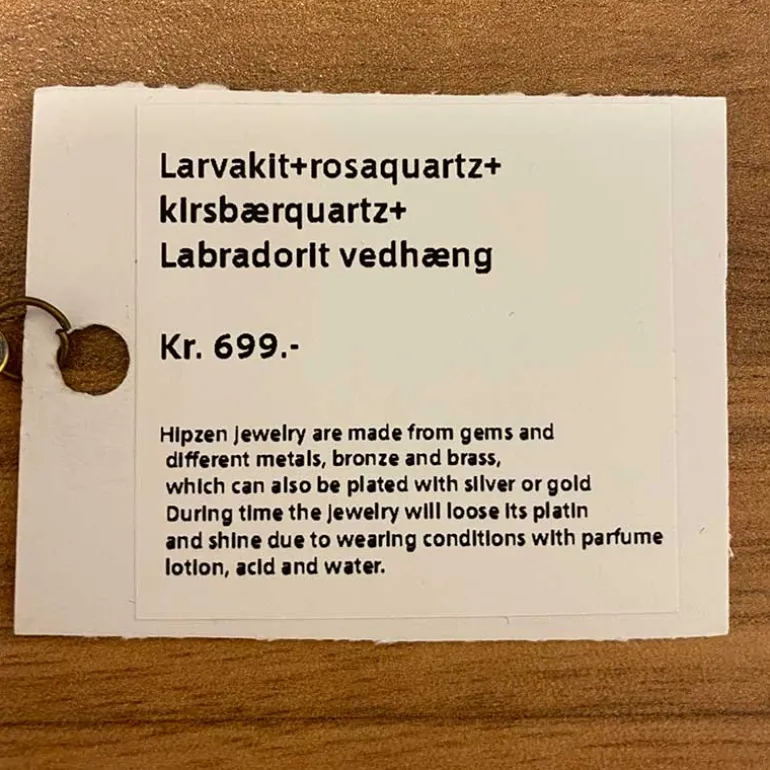 Larvakit+rosaquartz+
kirsbærquartz+
Labradorit vedhæng
Kr. 699.-
Hipzen jewelry are made from gems and
different metals, bronze and brass,
which can also be plated with silver or gold
During time the jewelry will loose its platin
and shine due to wearing conditions with parfume
lotion, acid and water.